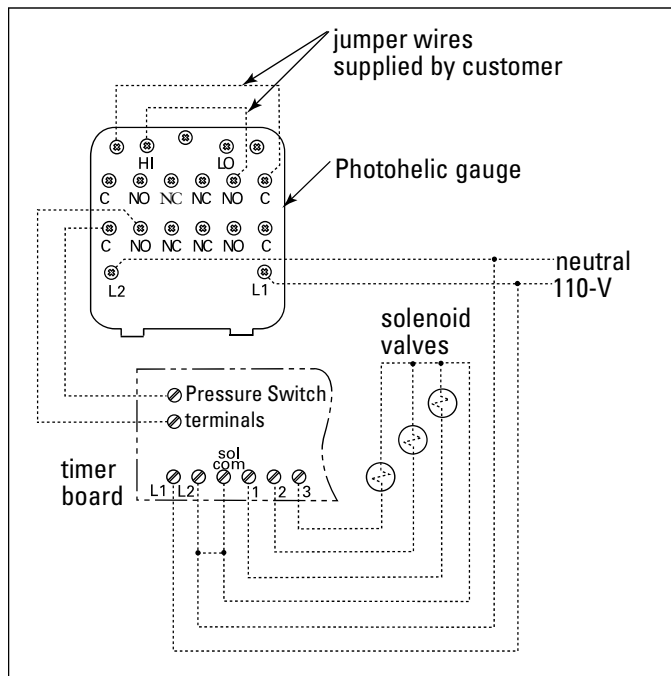 jumper wires
supplied by customer
HI LO
C NO NC NC NO C
Photohelic gauge
C NO NC NC NO C
L2 L1
neutral
110-V
solenoid
valves
Pressure Switch
terminals
sol
com
timer
board
L1 L2 1 2 3